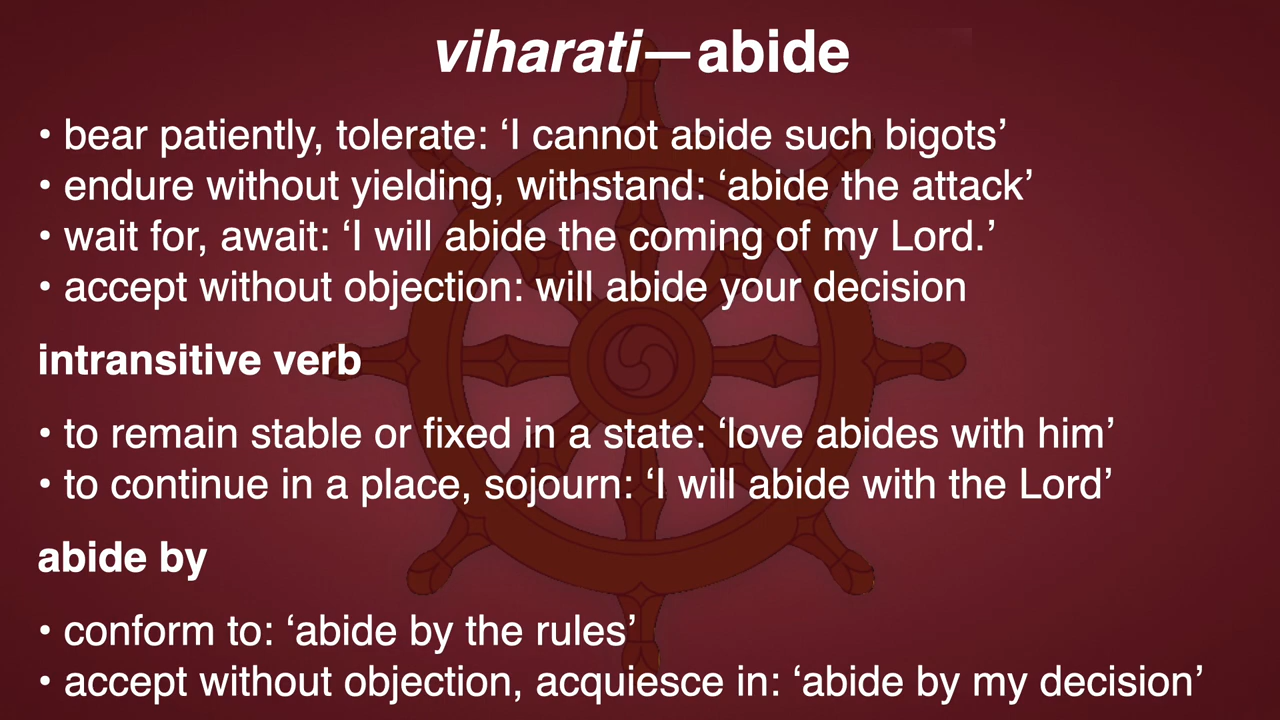 viharati—abide
• bear patiently, tolerate: ‘I cannot abide such bigots’
• endure without yielding, withstand: ‘abide the attack’
• wait for, await: ‘I will abide the coming of my Lord.’
• accept without objection: will abide your decision
intransitive verb
• to remain stable or fixed in a state: ‘love abides with him’
• to continue in a place, sojourn: ‘I will abide with the Lord’
abide by
• conform to: ‘abide by the rules’
• accept without objection, acquiesce in: ‘abide by my decision’